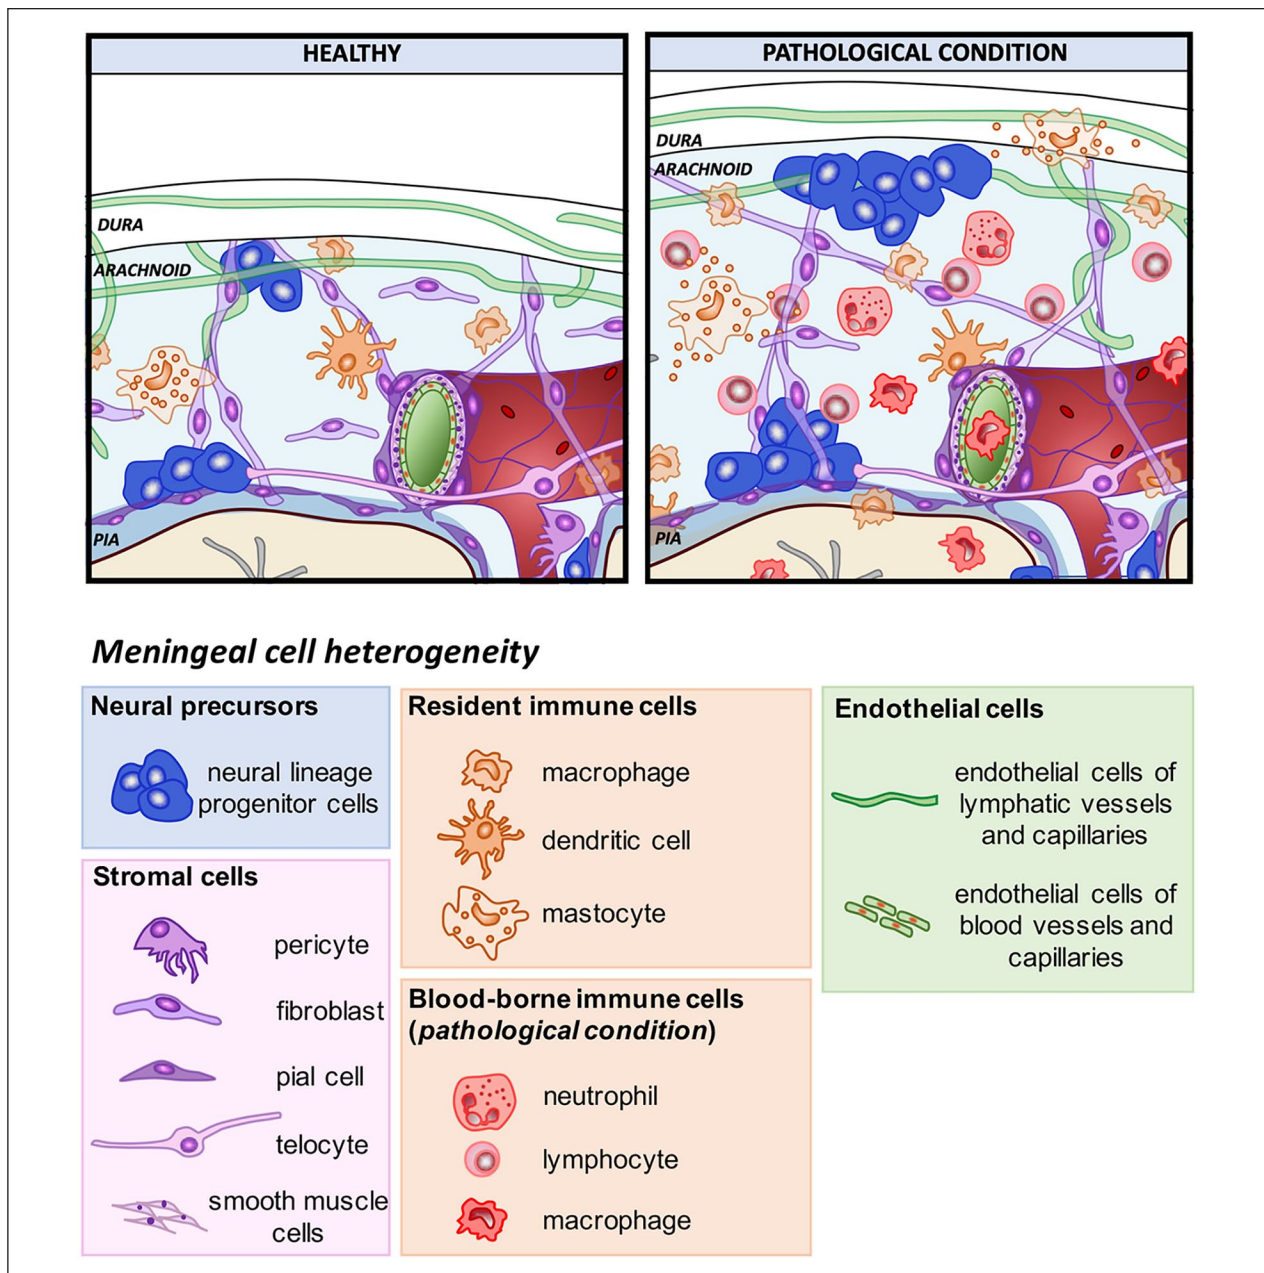 HEALTHY
DURA
ARACHNOID
PIA
PATHOLOGICAL CONDITION
DURA
ARACHNOID
PIA
Meningeal cell heterogeneity
Neural precursors
neural lineage
progenitor cells
Stromal cells
pericyte
fibroblast
pial cell
telocyte
smooth muscle
cells
Resident immune cells
macrophage
dendritic cell
mastocyte
Blood-borne immune cells
(pathological condition)
neutrophil
lymphocyte
macrophage
Endothelial cells
endothelial cells of
lymphatic vessels
and capillaries
endothelial cells of
blood vessels and
capillaries